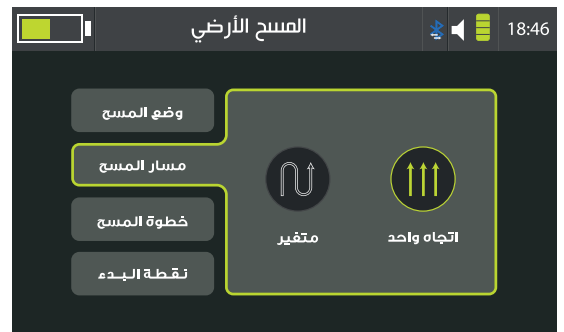 المسح الأرضي
18:46
وضع المسح
مسار المسح
خطوة المسح
نقطة البدء
اتجاه واحد
متغير